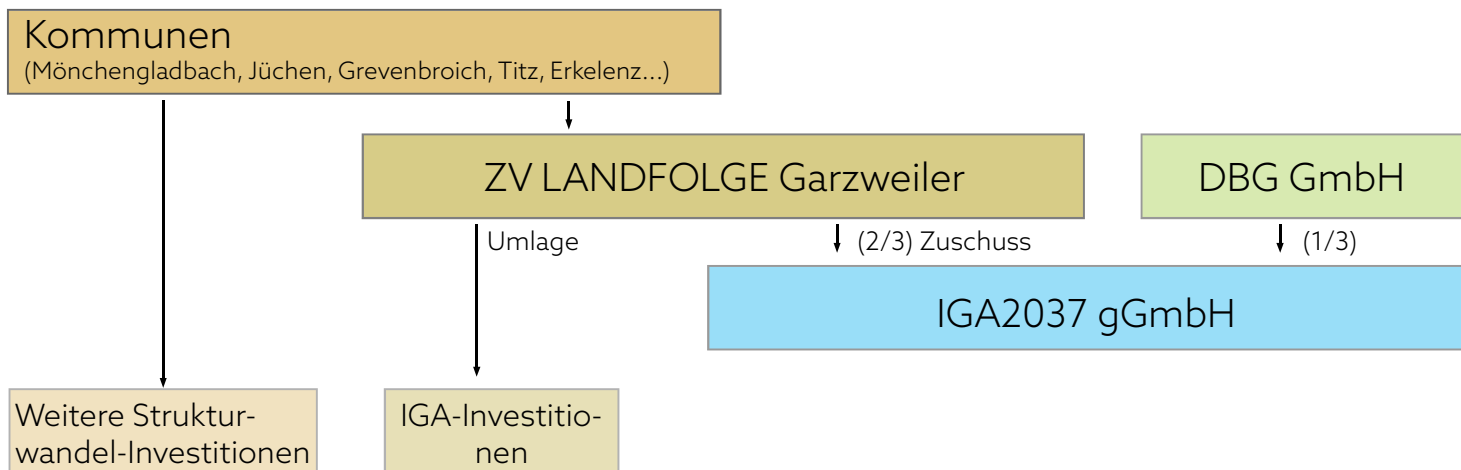 Kommunen
(Mönchengladbach, Jüchen, Grevenbroich, Titz, Erkelenz...)
ZV LANDFOLGE Garzweiler
DBG GmbH
Umlage
(2/3) Zuschuss
(1/3)
IGA2037 gGmbH
Weitere Struktur-
wandel-Investitionen
IGA-Investitio-
nen